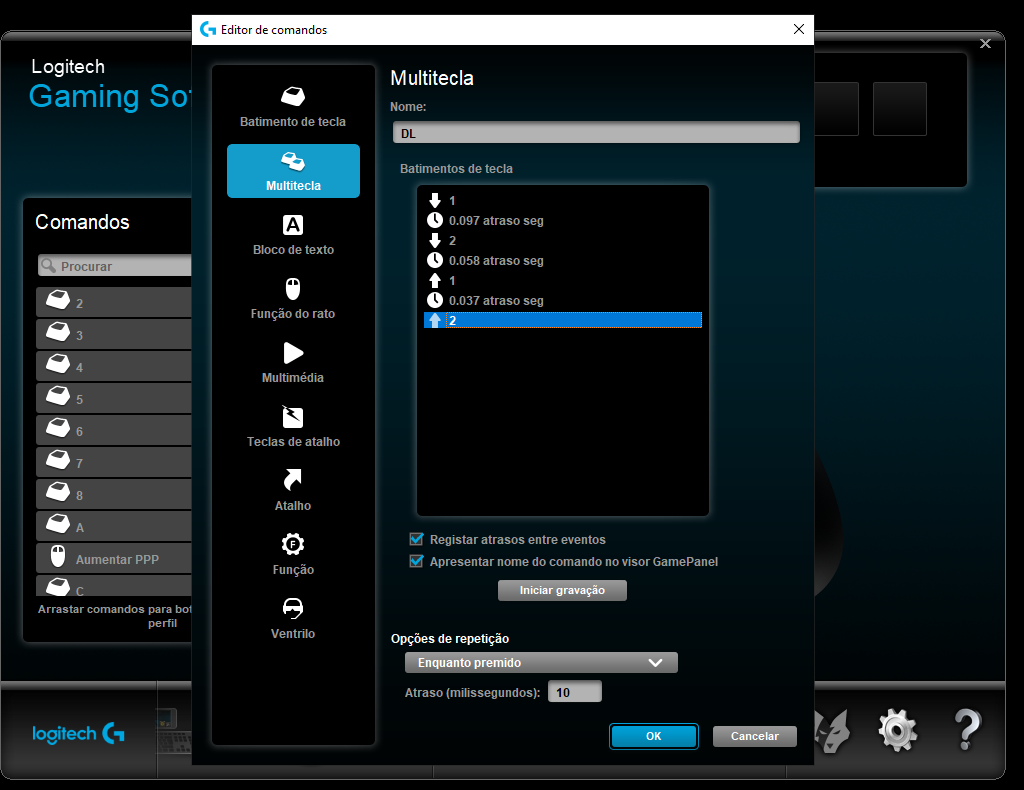 Editor de comandos
Logitech
Gaming Sof
Comandos
Procurar
2
3
4
5
6
7
8
A
Aumentar PPP
C
Arrastar comandos para bot
perfil
logitech G
Batimento de tecla
Multitecla
Bloco de texto
Função do rato
Multimédia
Teclas de atalho
Atalho
Função
Ventrilo
Multitecla
Nome:
DL
Batimentos de tecla
1
0.097 atraso seg
2
0.058 atraso seg
1
0.037 atraso seg
2
Registar atrasos entre eventos
Apresentar nome do comando no visor GamePanel
Iniciar gravação
Opções de repetição
Enquanto premido
Atraso (milissegundos): 10
OK
Cancelar